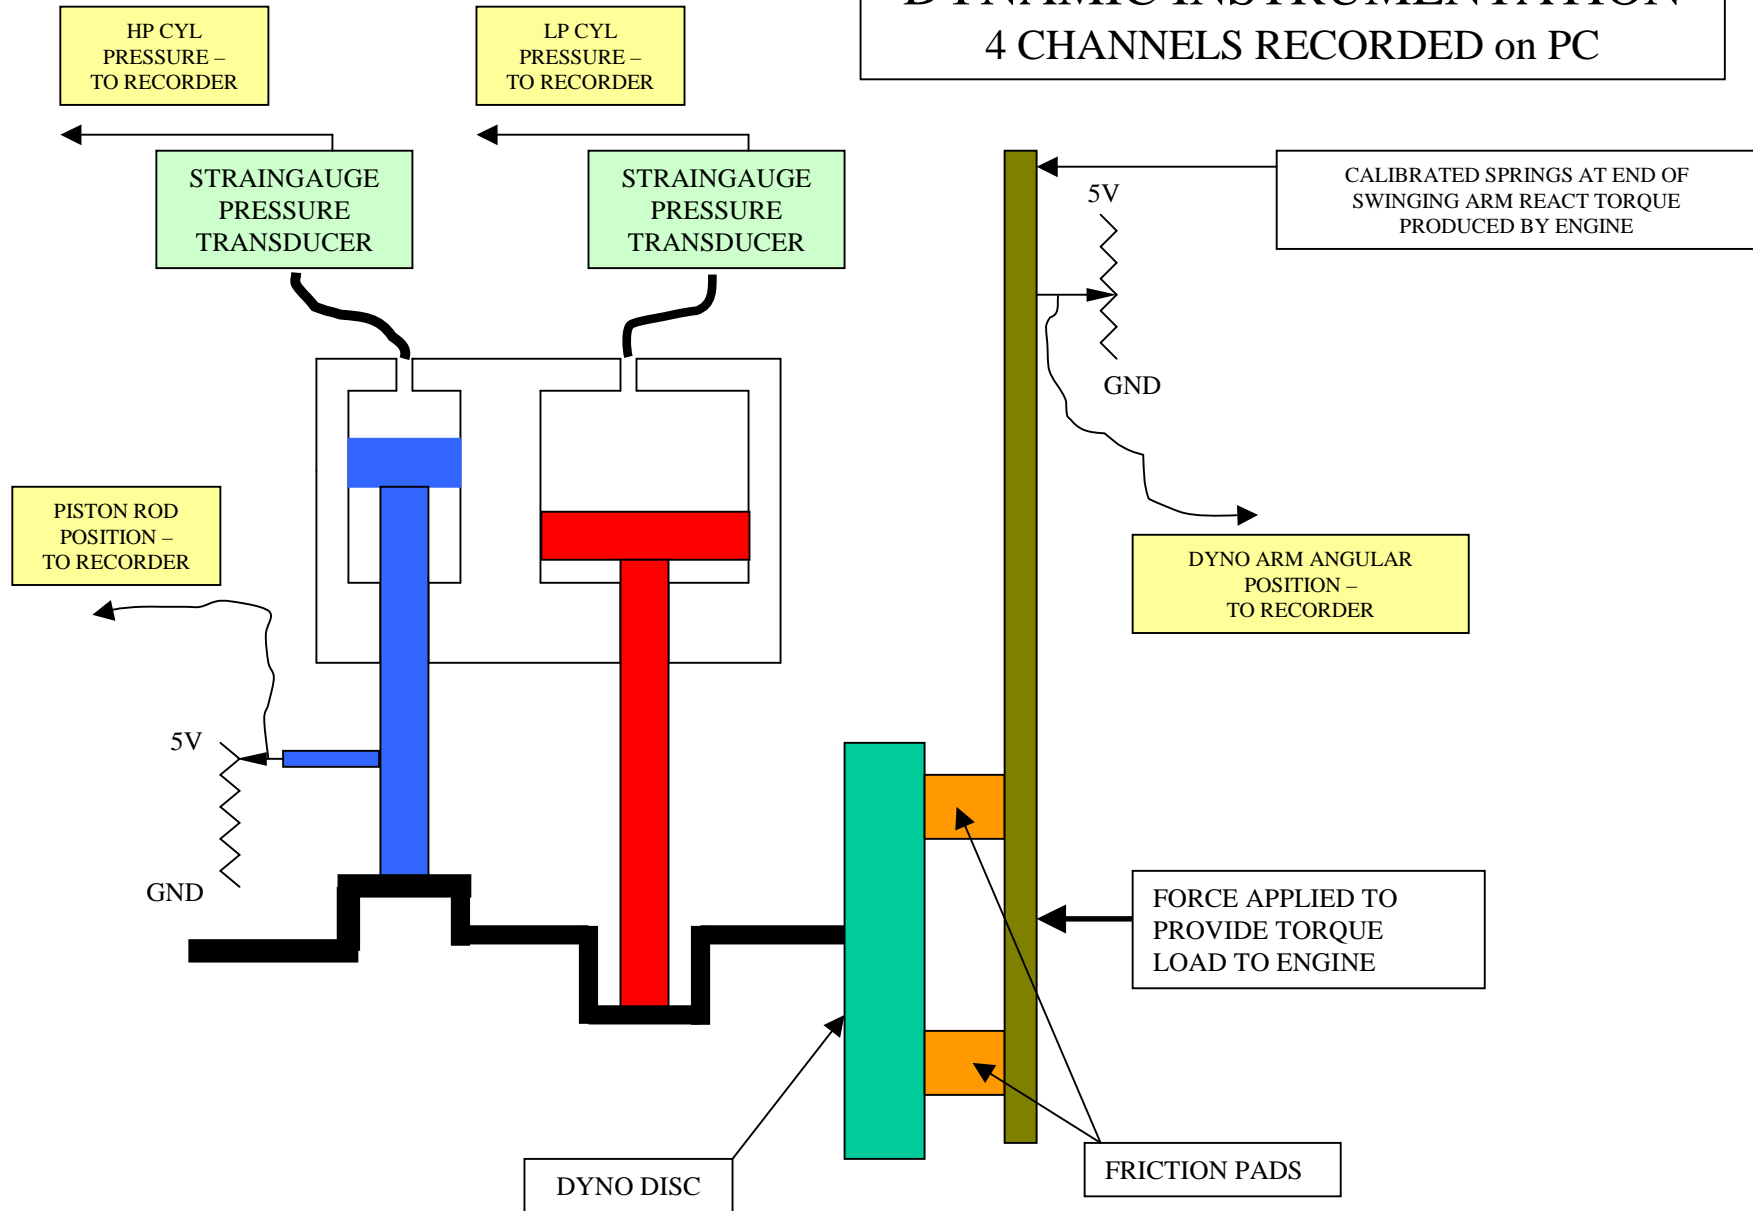 DYNAMIC INSTRUMENTATION
4 CHANNELS RECORDED on PC
HP CYL
PRESSURE –
TO RECORDER
LP CYL
PRESSURE –
TO RECORDER
STRAINGAUGE
PRESSURE
TRANSDUCER
STRAINGAUGE
PRESSURE
TRANSDUCER
CALIBRATED SPRINGS AT END OF
SWINGING ARM REACT TORQUE
PRODUCED BY ENGINE
5V
GND
PISTON ROD
POSITION –
TO RECORDER
DYNO ARM ANGULAR
POSITION –
TO RECORDER
5V
GND
FORCE APPLIED TO
PROVIDE TORQUE
LOAD TO ENGINE
FRICTION PADS
DYNO DISC